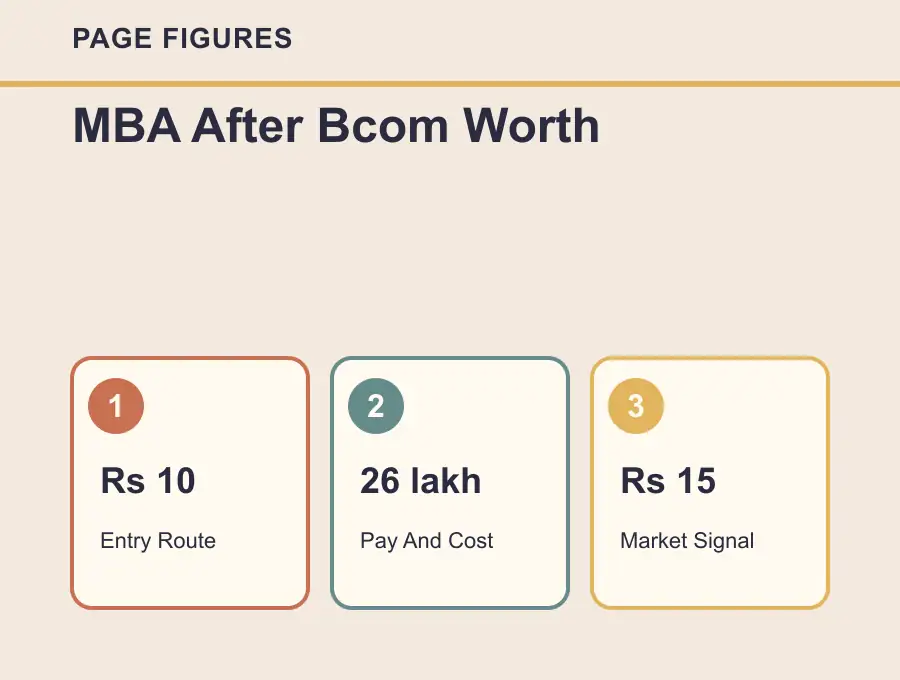 PAGE FIGURES
MBA After Bcom Worth
1
Rs 10
Entry Route
2
26 lakh
Pay And Cost
3
Rs 15
Market Signal